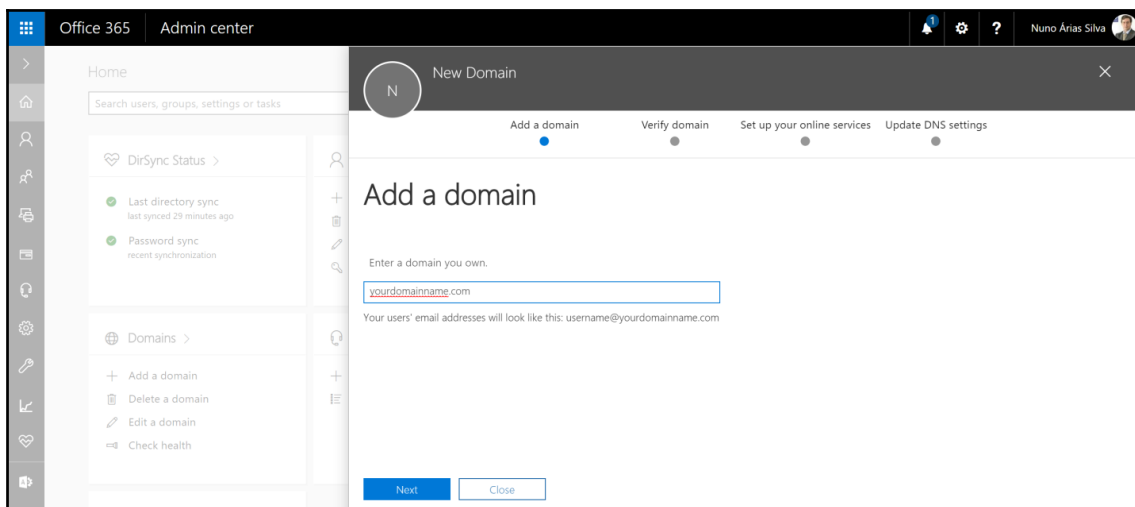 Office 365 Admin center
1
?
Nuno Árias Silva
Home
Search users, groups, settings or tasks
DirSync Status >
Last directory sync
last synced 29 minutes ago
Password sync
recent synchronization
Domains >
Add a domain
Delete a domain
Edit a domain
Check health
N
New Domain
Add a domain Verify domain Set up your online services Update DNS settings
Add a domain
Enter a domain you own.
yourdomainname.com
Your users' email addresses will look like this: username@yourdomainname.com
Next Close